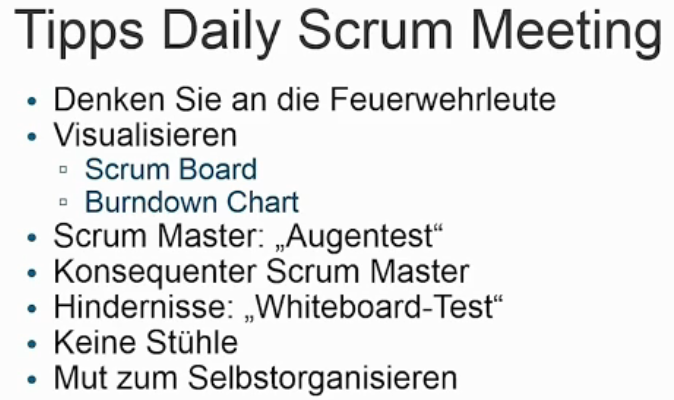 Tipps Daily Scrum Meeting
• Denken Sie an die Feuerwehrleute
• Visualisieren
▫ Scrum Board
▫ Burndown Chart
• Scrum Master: „Augentest“
• Konsequenter Scrum Master
• Hindernisse: „Whiteboard-Test“
• Keine Stühle
• Mut zum Selbstorganisieren